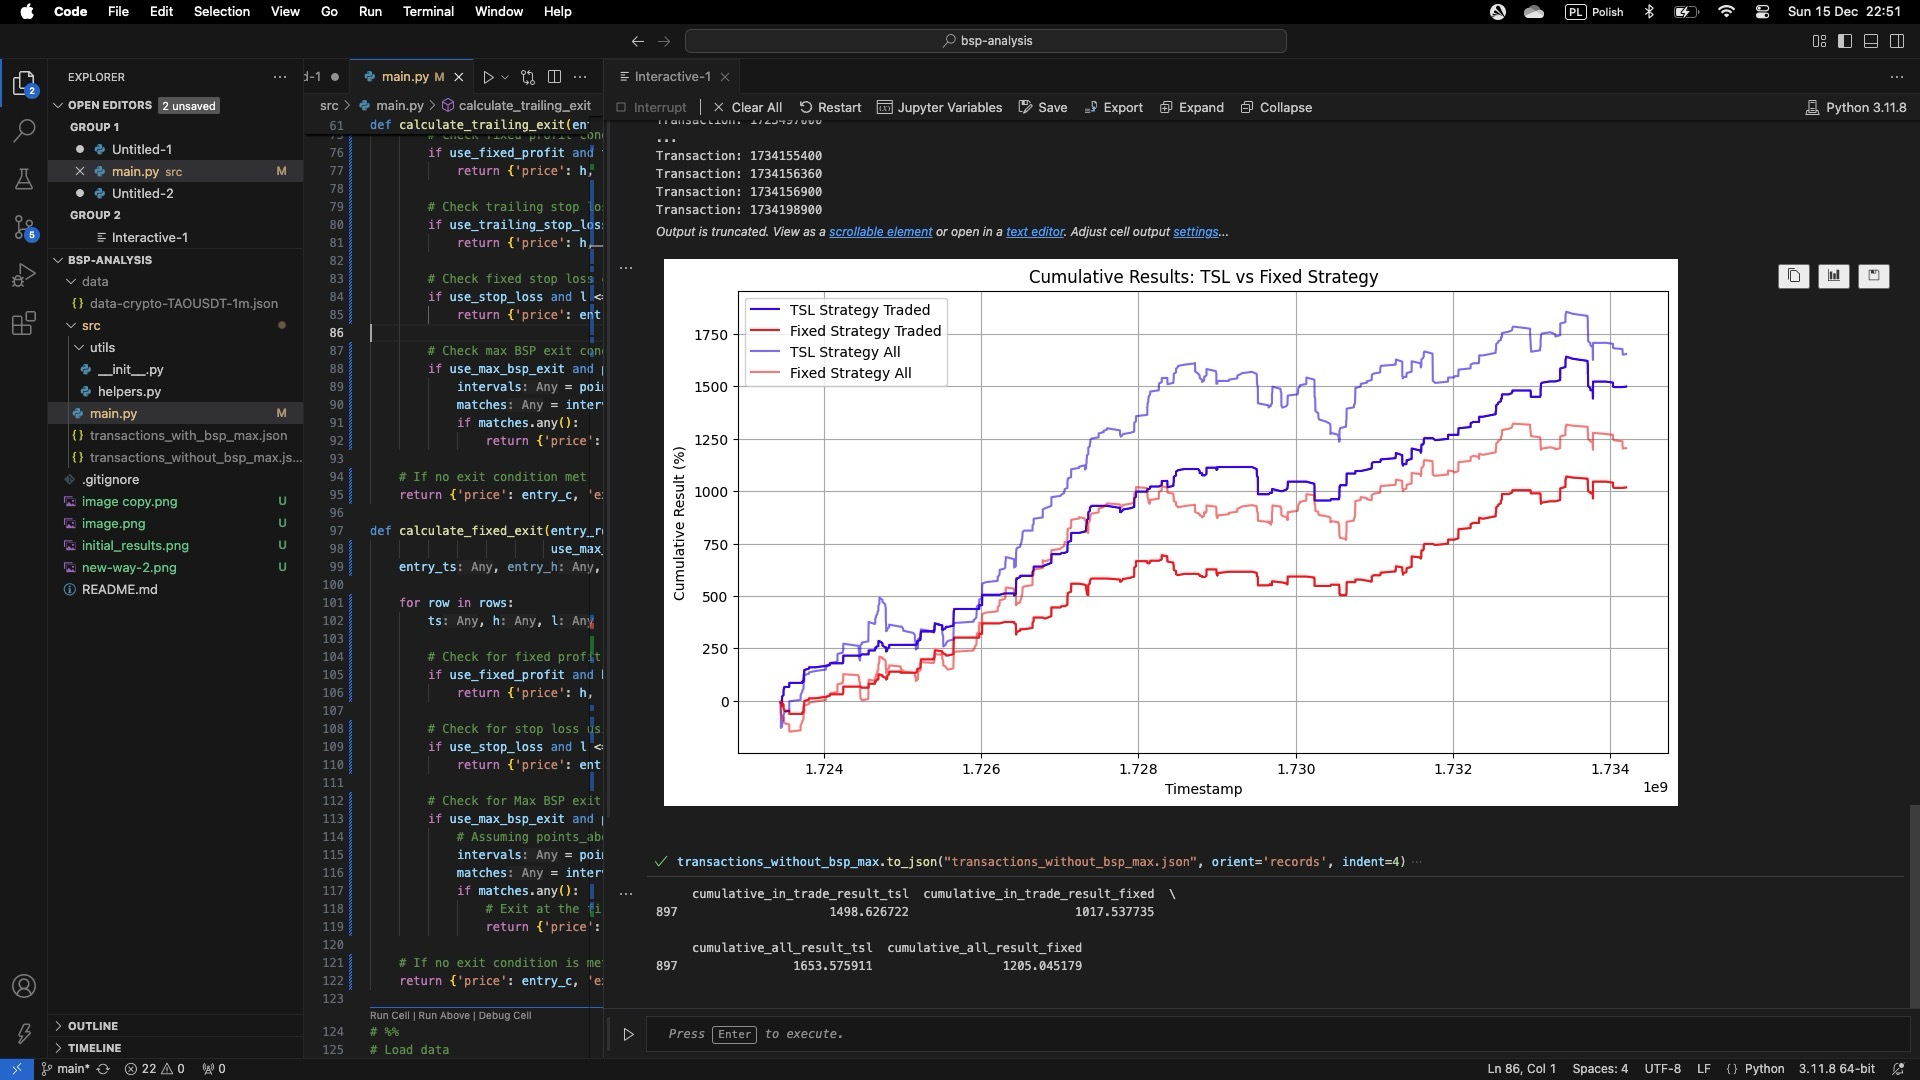 Code File Edit Selection View Go Run Terminal Window Help
PL Polish Sun 15 Dec 22:51
bsp-analysis
EXPLORER
2
OPEN EDITORS 2 unsaved
GROUP 1
Untitled-1
main.py src M
Untitled-2
5
GROUP 2
Interactive-1
BSP-ANALYSIS
data
data-crypto-TAOUSDT-1m.json
src
utils
__init__.py
helpers.py
main.py M
transactions_with_bsp_max.json
transactions_without_bsp_max.js...
.gitignore
image copy.png U
image.png U
initial_results.png U
new-way-2.png U
README.md
OUTLINE
TIMELINE
d-1
main.py M
src > main.py > calculate_trailing_exit
61 def calculate_trailing_exit(en
75 # Check fixed profit con
76 if use_fixed_profit and
77 return {'price': h,
78
79 # Check trailing stop lo
80 if use_trailing_stop_los
81 return {'price': h,
82
83 # Check fixed stop loss
84 if use_stop_loss and l <=
85 return {'price': ent
86
87 # Check max BSP exit con
88 if use_max_bsp_exit and p
89 intervals: Any = poin
90 matches: Any = inter
91 if matches.any():
92 return {'price':
93
94 # If no exit condition met
95 return {'price': entry_c, 'e
96
97 def calculate_fixed_exit(entry_r
98 use_max_
99 entry_ts: Any, entry_h: Any,
100
101 for row in rows:
102 ts: Any, h: Any, l: Any
103
104 # Check for fixed profit
105 if use_fixed_profit and h
106 return {'price': h,
107
108 # Check for stop loss us
109 if use_stop_loss and l <=
110 return {'price': ent
111
112 # Check for Max BSP exit
113 if use_max_bsp_exit and p
114 # Assuming points_abo
115 intervals: Any = poin
116 matches: Any = inter
117 if matches.any():
118 # Exit at the fi
119 return {'price':
120
121 # If no exit condition is me
122 return {'price': entry_c, 'e
123
Run Cell | Run Above | Debug Cell
124 # %%
125 # Load data
Interactive-1
Interrupt | Clear All Restart Jupyter Variables Save Export Expand Collapse Python 3.11.8
Transaction: 1723497600
...
Transaction: 1734155400
Transaction: 1734156360
Transaction: 1734156900
Transaction: 1734198900
Output is truncated. View as a scrollable element or open in a text editor. Adjust cell output settings...
Cumulative Results: TSL vs Fixed Strategy
TSL Strategy Traded
Fixed Strategy Traded
TSL Strategy All
Fixed Strategy All
Cumulative Result (%)
1750
1500
1250
1000
750
500
250
0
1.724 1.726 1.728 1.730 1.732 1.734
Timestamp
1e9
transactions_without_bsp_max.to_json("transactions_without_bsp_max.json", orient='records', indent=4) ...
cumulative_in_trade_result_tsl cumulative_in_trade_result_fixed \
897 1498.626722 1017.537735
cumulative_all_result_tsl cumulative_all_result_fixed
897 1653.575911 1205.045179
Press Enter to execute.
main* 22 0 0
Ln 86, Col 1 Spaces: 4 UTF-8 LF {} Python 3.11.8 64-bit